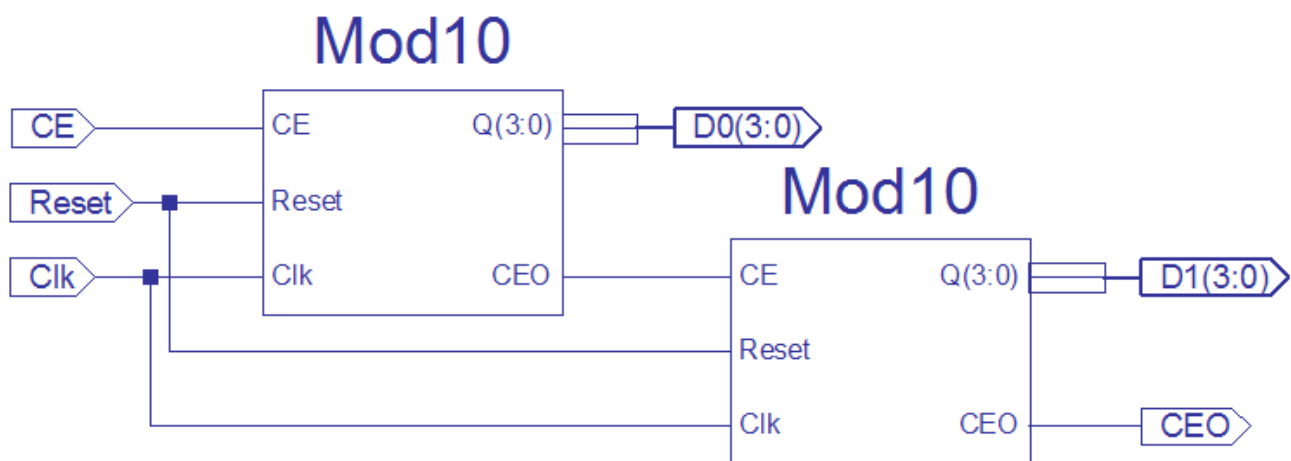 Mod10
CE
CE
Q(3:0)
D0(3:0)
Reset
Reset
Clk
Clk
CEO
Mod10
CE
Q(3:0)
D1(3:0)
Reset
Clk
CEO
CEO